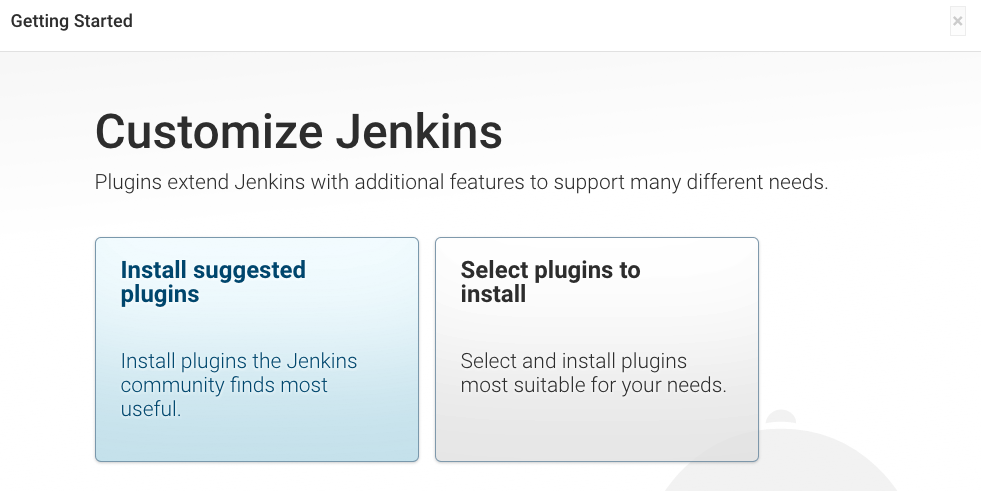 Getting Started
×
Customize Jenkins
Plugins extend Jenkins with additional features to support many different needs.
Install suggested
plugins
Install plugins the Jenkins
community finds most
useful.
Select plugins to
install
Select and install plugins
most suitable for your needs.